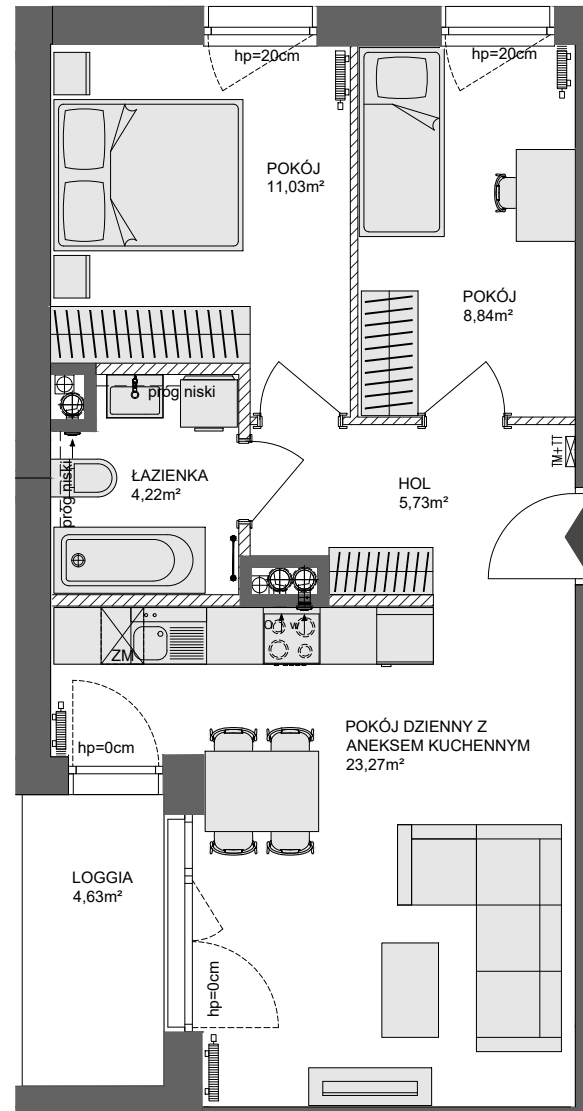 hp=20cm
hp=20cm
POKÓJ
11,03m²
POKÓJ
8,84m²
próg niski
ŁAZIENKA
4,22m²
próg niski
HOL
5,73m²
TM+TT
O w
ZM
hp=0cm
POKÓJ DZIENNY Z
ANEKSEM KUCHENNYM
23,27m²
LOGGIA
4,63m²
hp=0cm